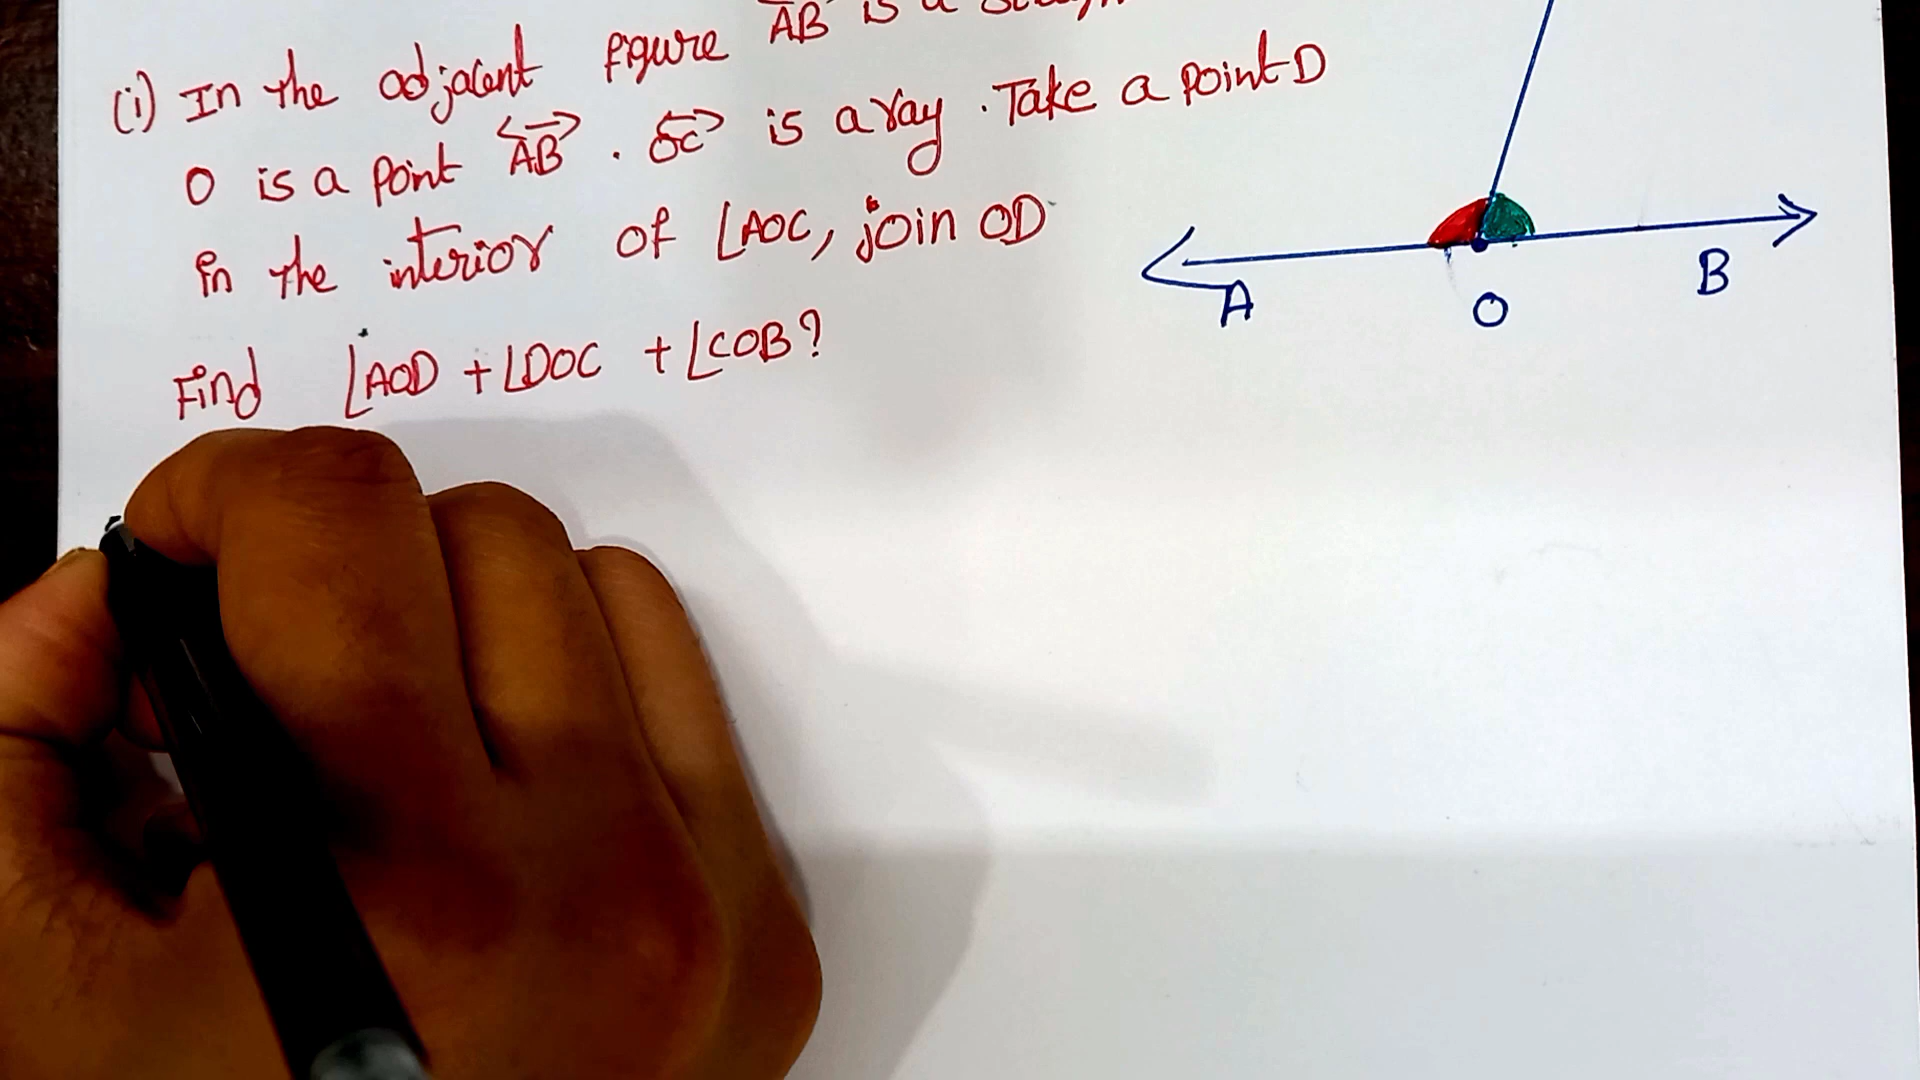 (i) In the adjacent figure AB is a
O is a point AB . OC is a ray . Take a point D
in the interior of ∠AOC, join OD
Find ∠AOD + ∠DOC + ∠COB?
A
O
B